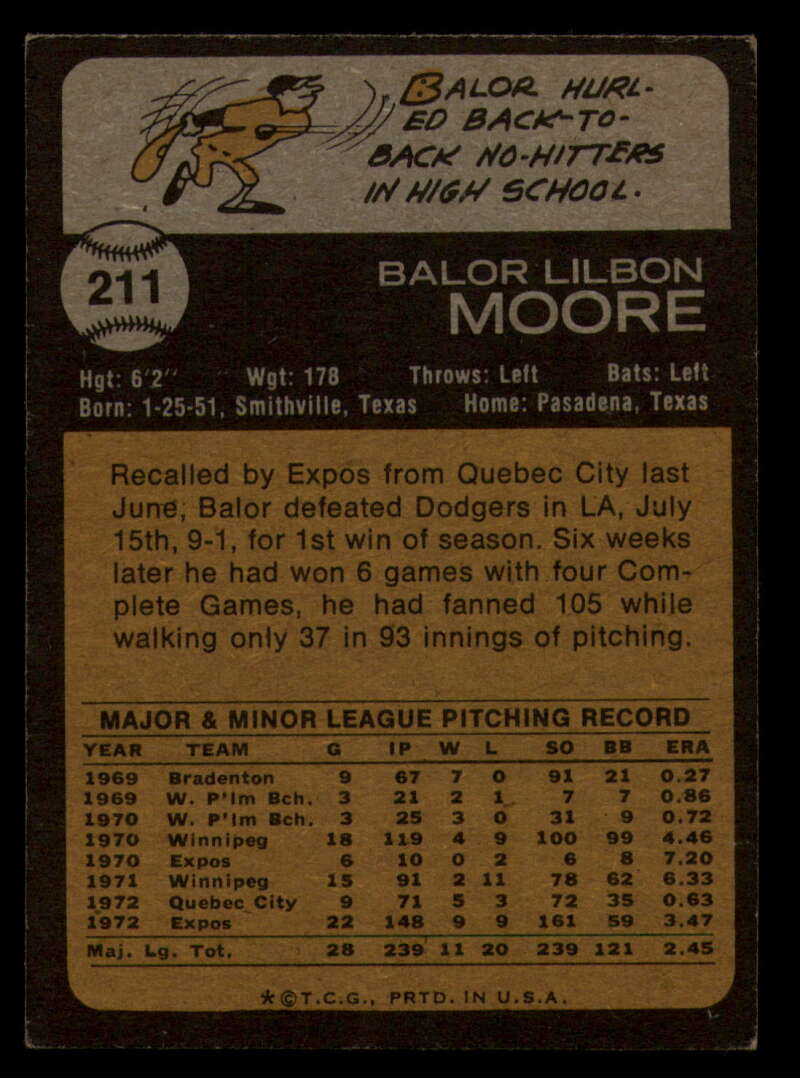 BALOR HURL-
ED BACK-TO-
BACK NO-HITTERS
IN HIGH SCHOOL.
211
BALOR LILBON
MOORE
Hgt: 6'2" Wgt: 178 Throws: Left Bats: Left
Born: 1-25-51, Smithville, Texas Home: Pasadena, Texas
Recalled by Expos from Quebec City last
June, Balor defeated Dodgers in LA, July
15th, 9-1, for 1st win of season. Six weeks
later he had won 6 games with four Com-
plete Games, he had fanned 105 while
walking only 37 in 93 innings of pitching.
MAJOR & MINOR LEAGUE PITCHING RECORD
YEAR TEAM G IP W L SO BB ERA
1969 Bradenton 9 67 7 0 91 21 0.27
1969 W. P'lm Bch. 3 21 2 1 7 7 0.86
1970 W. P'lm Bch. 3 25 3 0 31 9 0.72
1970 Winnipeg 18 119 4 9 100 99 4.46
1970 Expos 6 10 0 2 6 8 7.20
1971 Winnipeg 15 91 2 11 78 62 6.33
1972 Quebec City 9 71 5 3 72 35 0.63
1972 Expos 22 148 9 9 161 59 3.47
Maj. Lg. Tot. 28 239 11 20 239 121 2.45
*©T.C.G., PRTD. IN U.S.A.